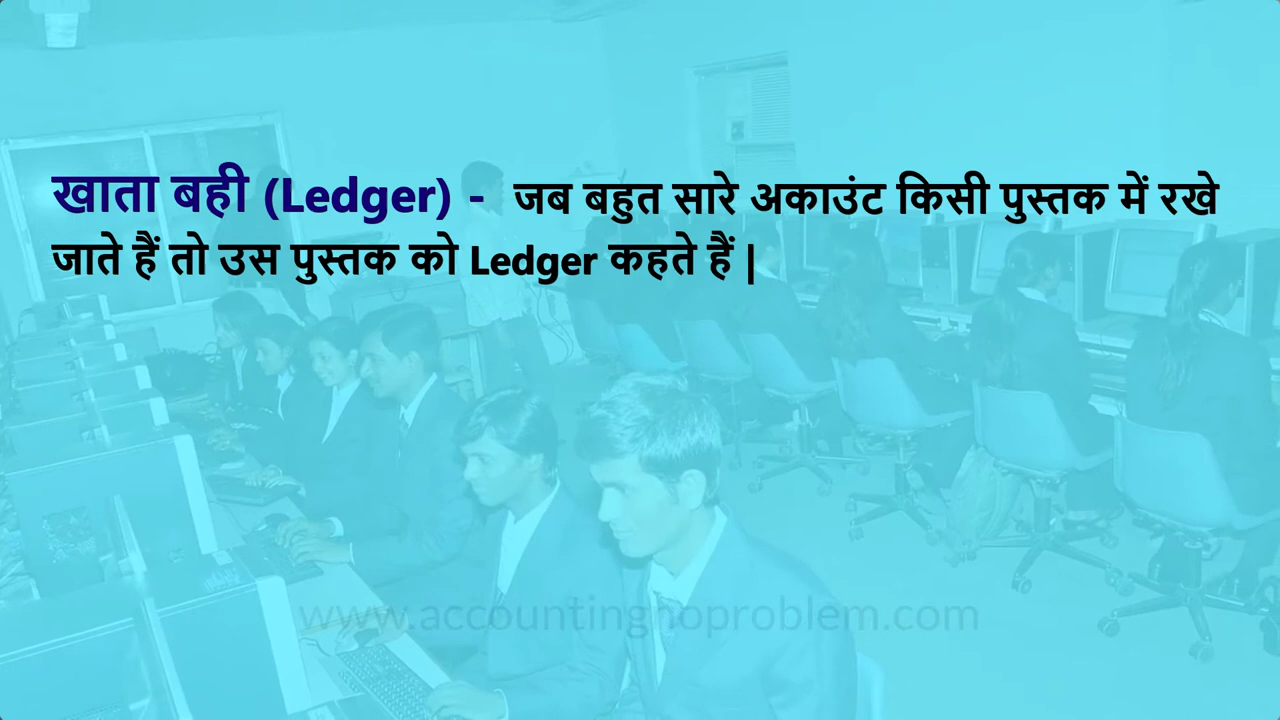 खाता बही (Ledger) - जब बहुत सारे अकाउंट किसी पुस्तक में रखे
जाते हैं तो उस पुस्तक को Ledger कहते हैं |
www.accountingnoproblem.com